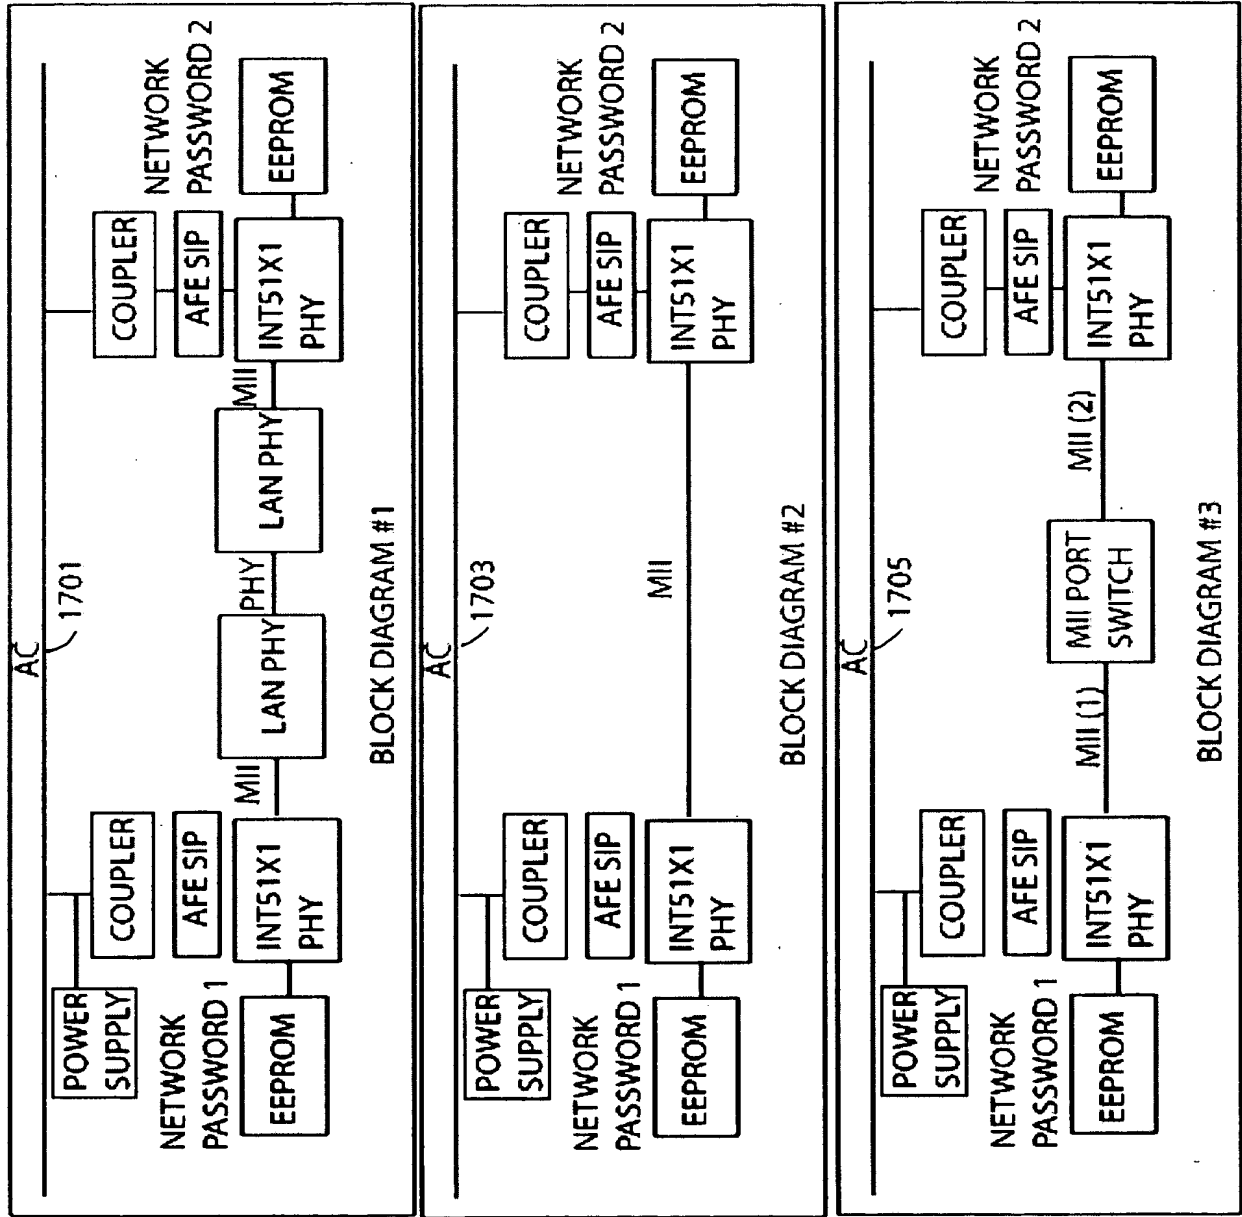 AC
1701
POWER
SUPPLY
COUPLER
AFE SIP
NETWORK
PASSWORD 1
EEPROM
INT51X1
PHY
MII
LAN PHY
PHY
LAN PHY
MII
COUPLER
AFE SIP
INT51X1
PHY
NETWORK
PASSWORD 2
EEPROM
BLOCK DIAGRAM #1
AC
1703
POWER
SUPPLY
COUPLER
AFE SIP
NETWORK
PASSWORD 1
EEPROM
INT51X1
PHY
MII
COUPLER
AFE SIP
INT51X1
PHY
NETWORK
PASSWORD 2
EEPROM
BLOCK DIAGRAM #2
AC
1705
POWER
SUPPLY
COUPLER
AFE SIP
NETWORK
PASSWORD 1
EEPROM
INT51X1
PHY
MII (1)
MII PORT
SWITCH
MII (2)
COUPLER
AFE SIP
INT51X1
PHY
NETWORK
PASSWORD 2
EEPROM
BLOCK DIAGRAM #3